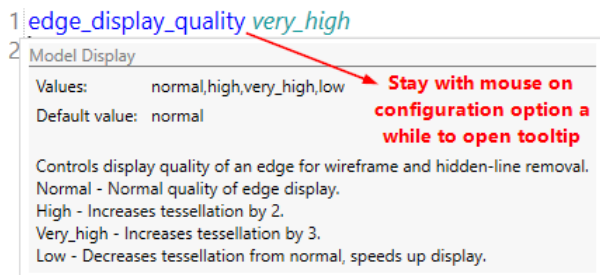 1 edge_display_quality very_high
2
Model Display
Values: normal,high,very_high,low
Default value: normal
Stay with mouse on
configuration option a
while to open tooltip
Controls display quality of an edge for wireframe and hidden-line removal.
Normal - Normal quality of edge display.
High - Increases tessellation by 2.
Very_high - Increases tessellation by 3.
Low - Decreases tessellation from normal, speeds up display.